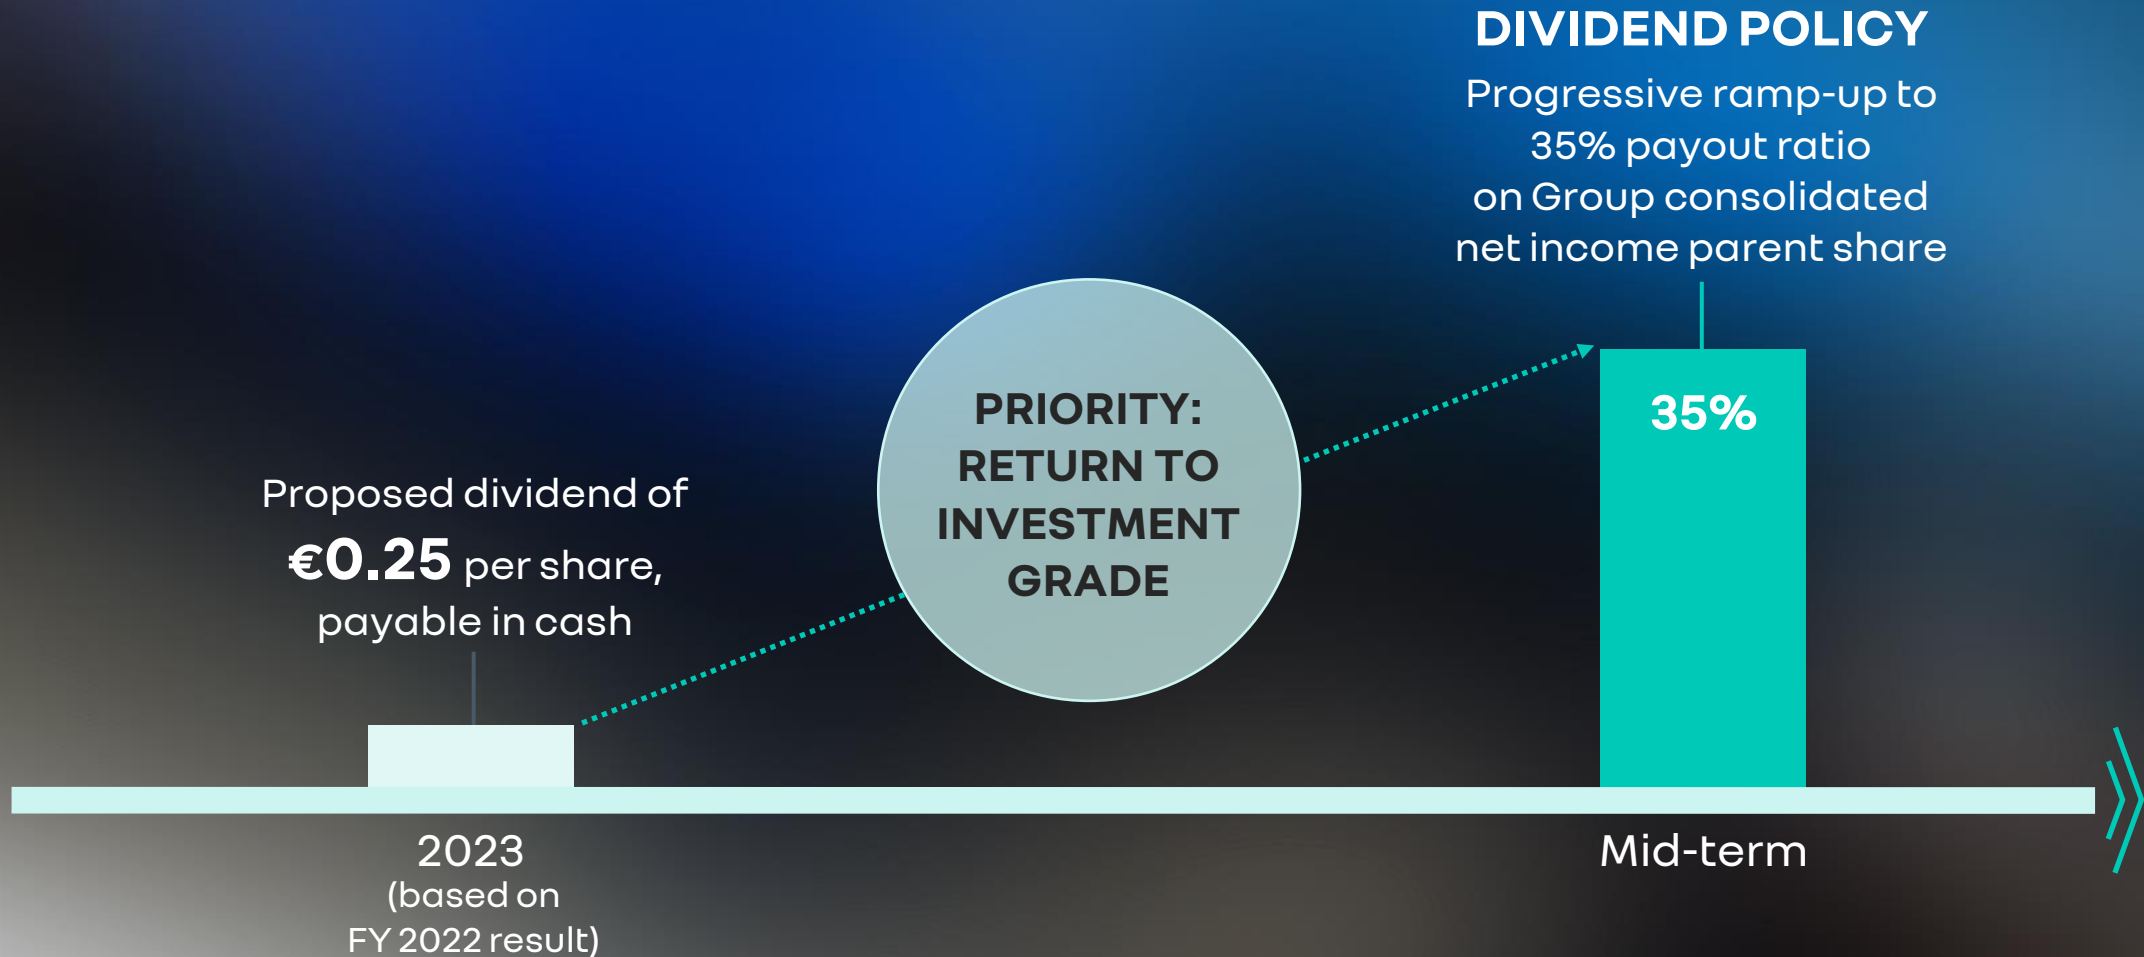 DIVIDEND POLICY
Progressive ramp-up to
35% payout ratio
on Group consolidated
net income parent share
35%
PRIORITY:
RETURN TO
INVESTMENT
GRADE
Proposed dividend of
€0.25 per share,
payable in cash
2023
(based on
FY 2022 result)
Mid-term